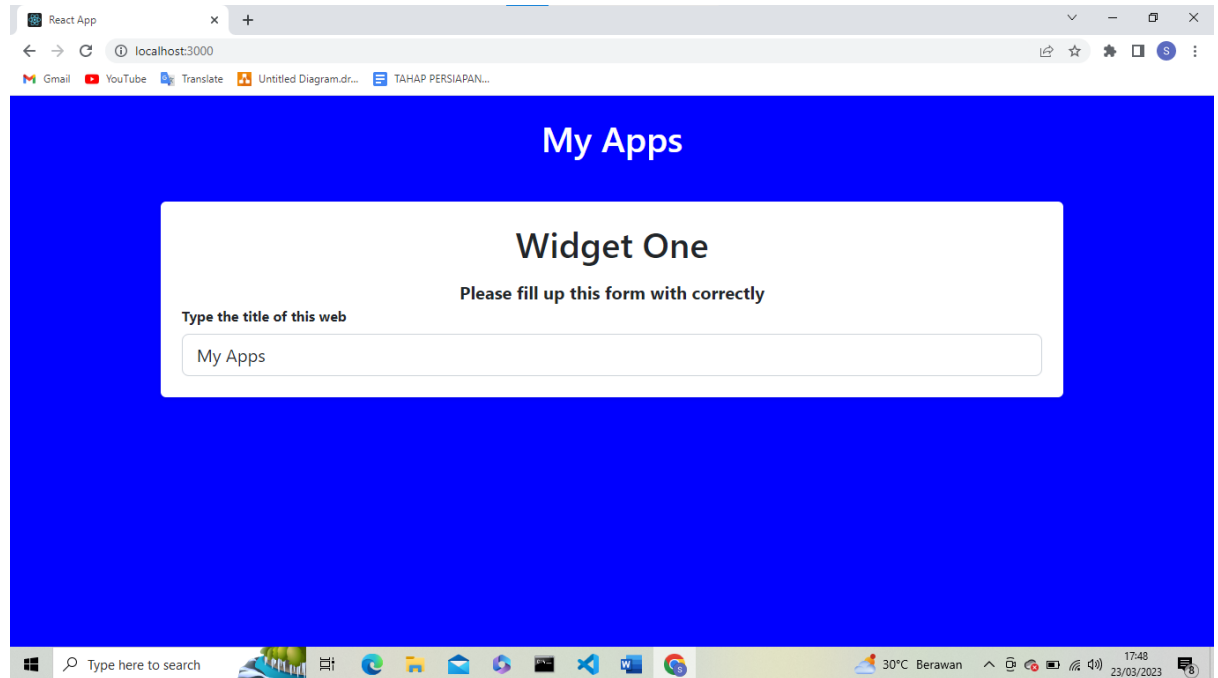 React App
localhost:3000
S
Gmail YouTube Translate Untitled Diagram.dr... TAHAP PERSIAPAN...
My Apps
Widget One
Please fill up this form with correctly
Type the title of this web
My Apps
Type here to search
30°C Berawan
17:48
23/03/2023
8